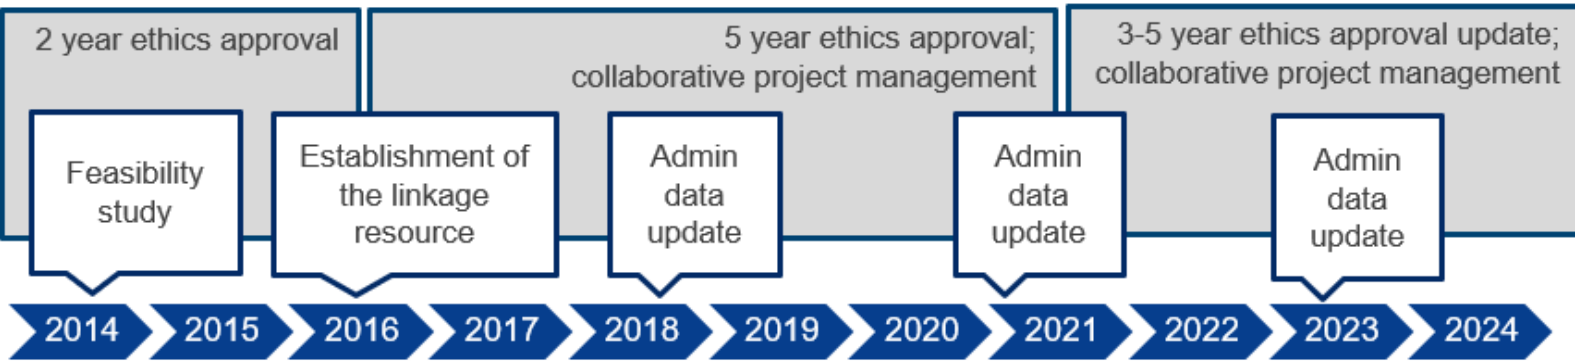 2 year ethics approval
5 year ethics approval;
collaborative project management
3-5 year ethics approval update;
collaborative project management
Feasibility
study
Establishment of
the linkage
resource
Admin
data
update
Admin
data
update
Admin
data
update
2014
2015
2016
2017
2018
2019
2020
2021
2022
2023
2024